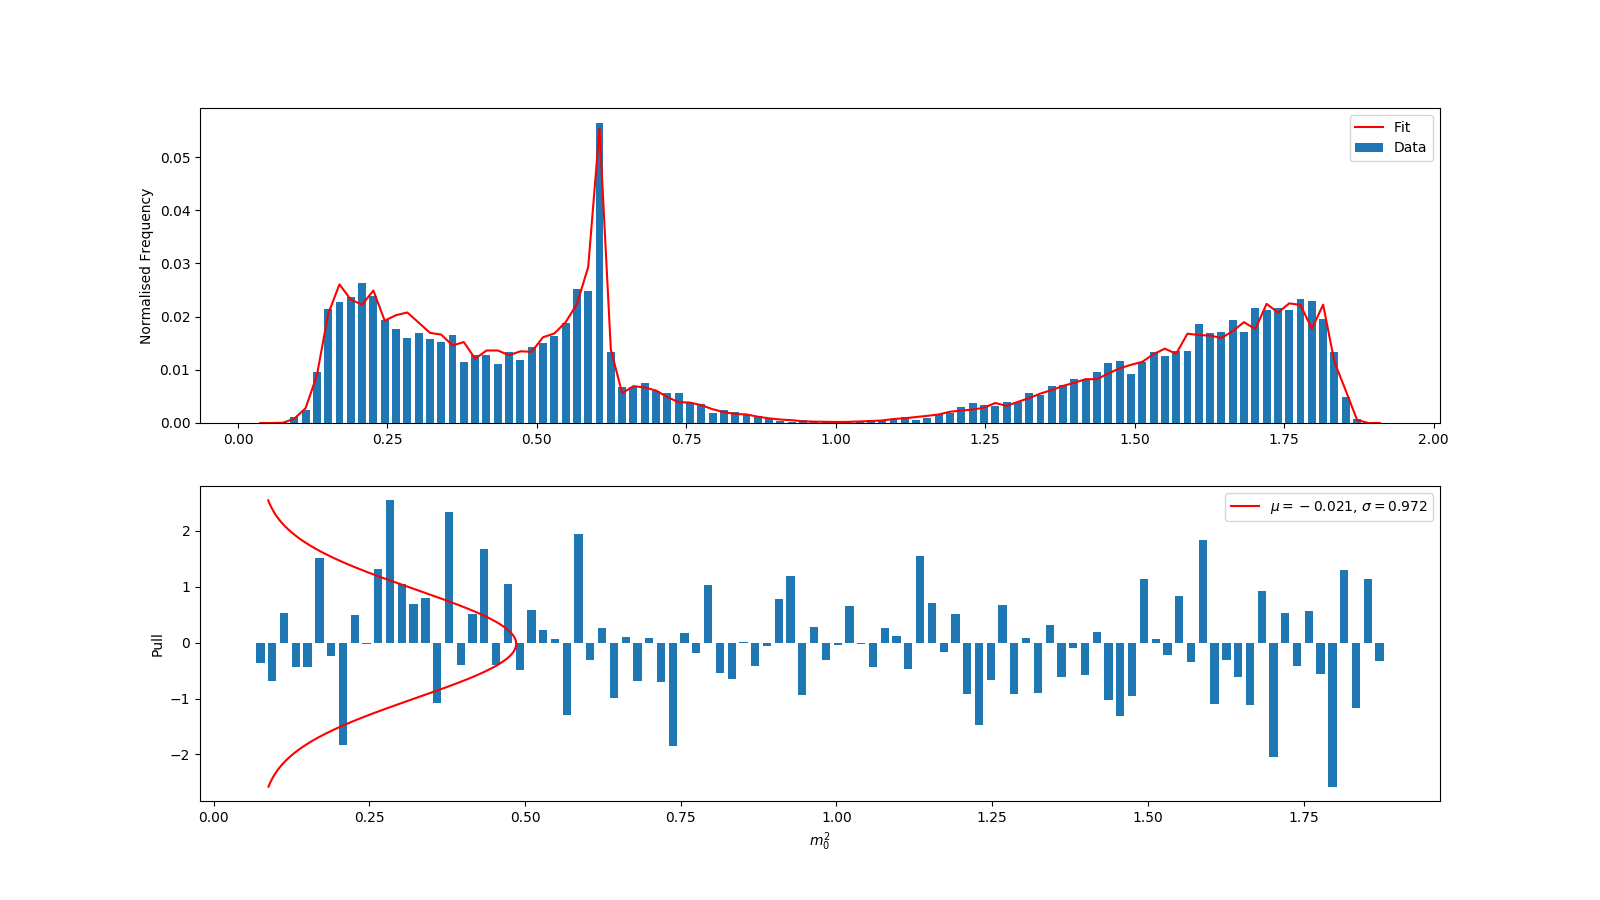 Normalised Frequency
0.05
0.04
0.03
0.02
0.01
0.00
Fit
Data
0.00 0.25 0.50 0.75 1.00 1.25 1.50 1.75 2.00
Pull
2
1
0
−1
−2
μ = −0.021, σ = 0.972
0.00 0.25 0.50 0.75 1.00 1.25 1.50 1.75
m₀²